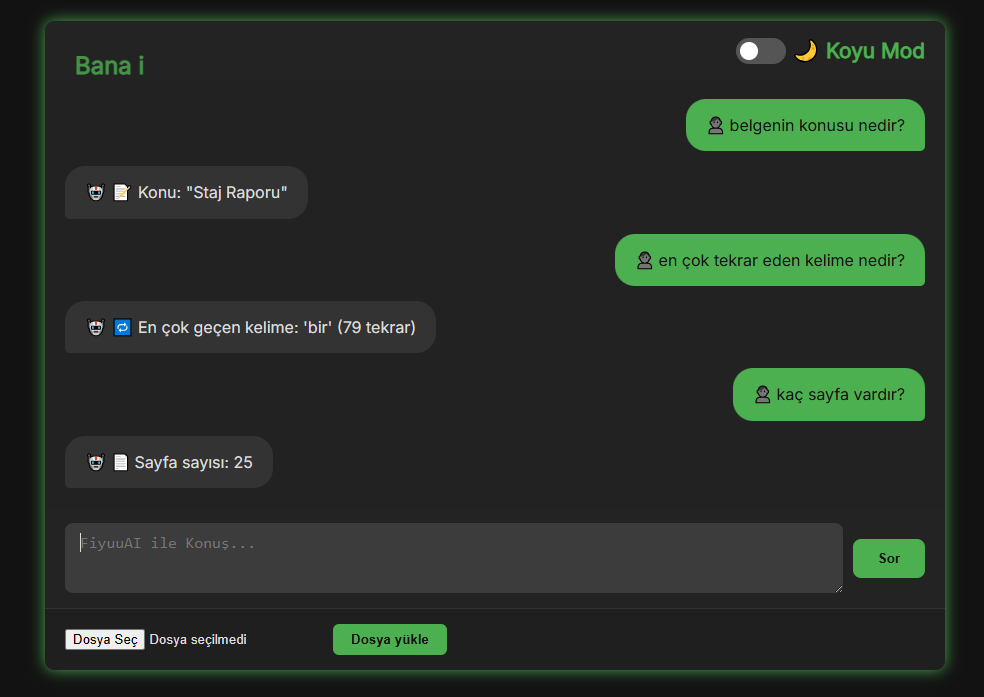 Bana i
🌙 Koyu Mod
belgenin konusu nedir?
Konu: "Staj Raporu"
en çok tekrar eden kelime nedir?
En çok geçen kelime: 'bir' (79 tekrar)
kaç sayfa vardır?
Sayfa sayısı: 25
FiyuuAI ile Konuş...
Sor
Dosya Seç Dosya seçilmedi
Dosya yükle